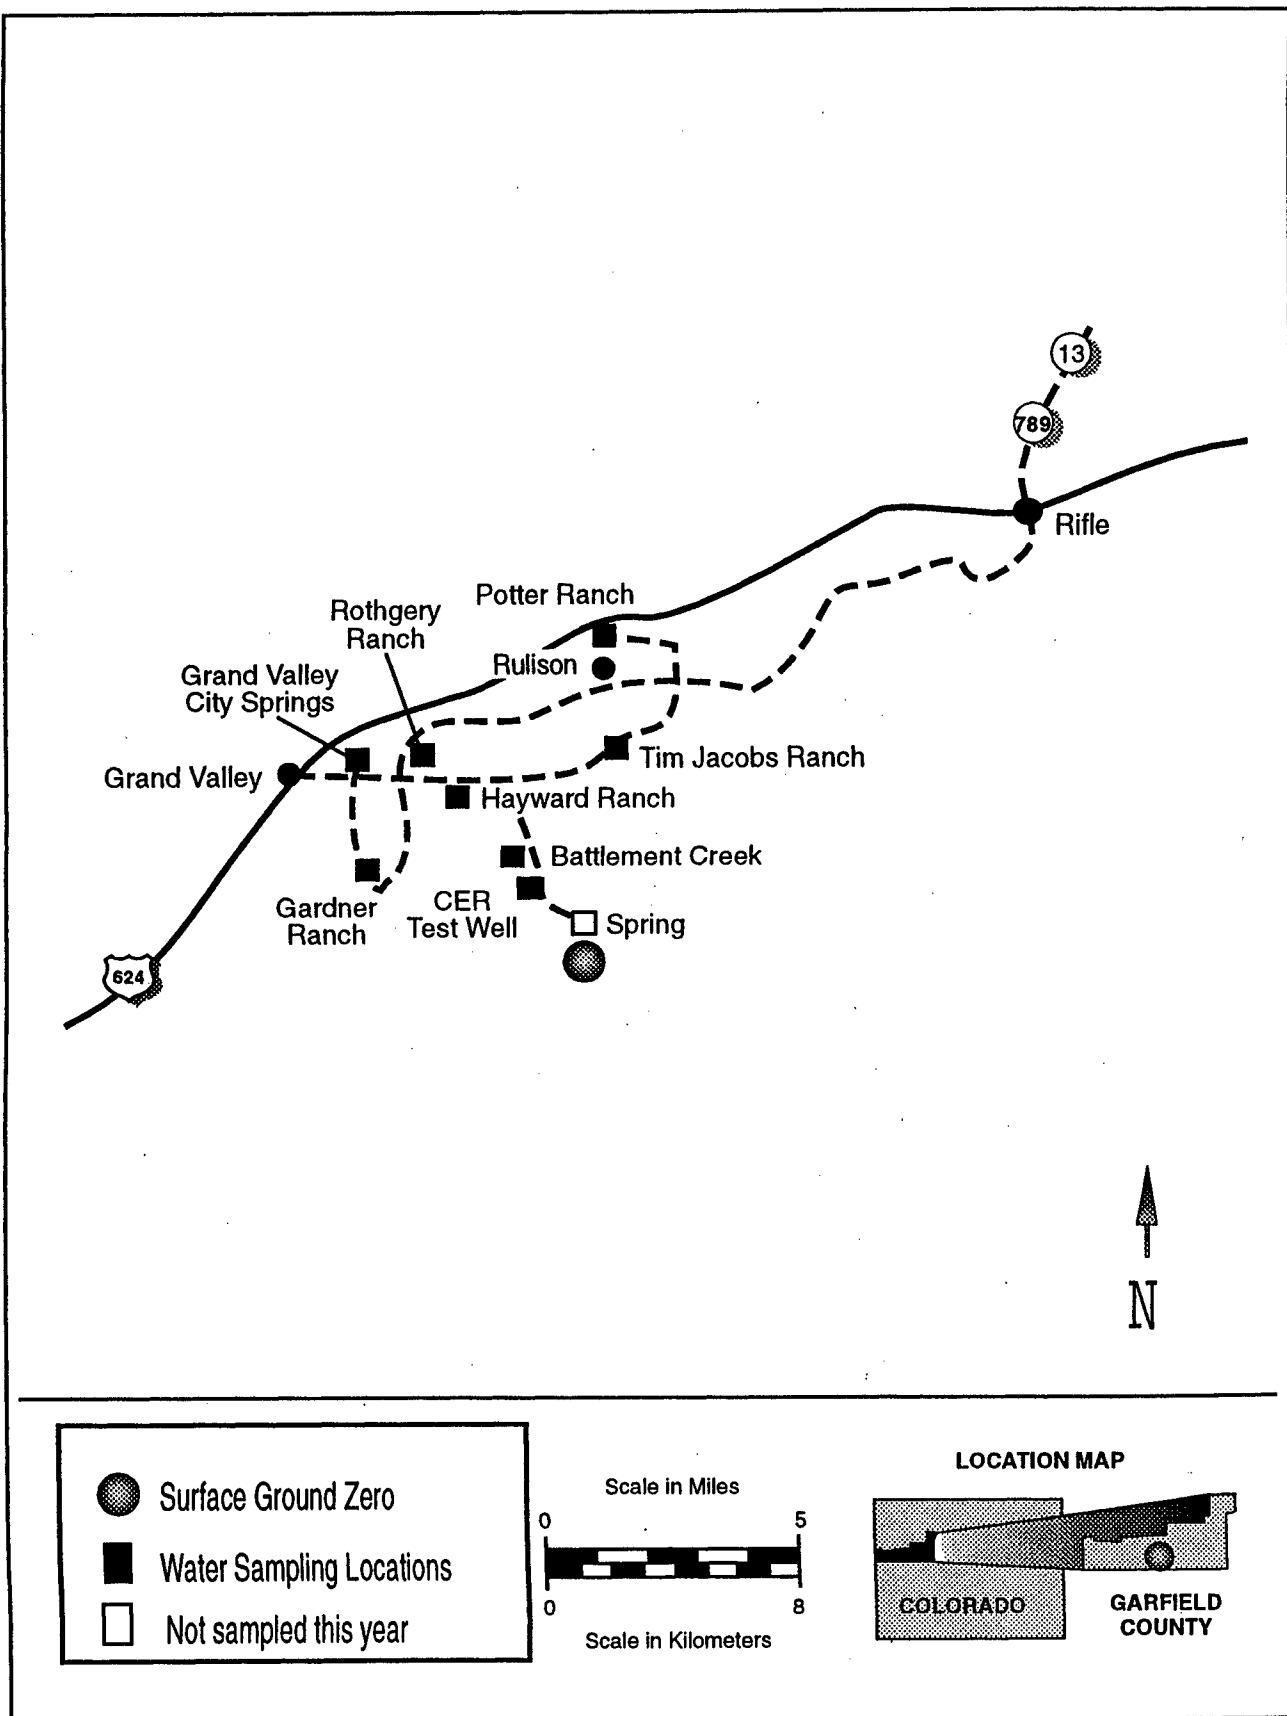 13
789
Rifle
Potter Ranch
Rothgery
Ranch
Rulison
Grand Valley
City Springs
Grand Valley
Tim Jacobs Ranch
Hayward Ranch
Battlement Creek
CER
Test Well
Gardner
Ranch
Spring
624
N
Surface Ground Zero
Water Sampling Locations
Not sampled this year
Scale in Miles
0 5
0 8
Scale in Kilometers
LOCATION MAP
COLORADO
GARFIELD
COUNTY